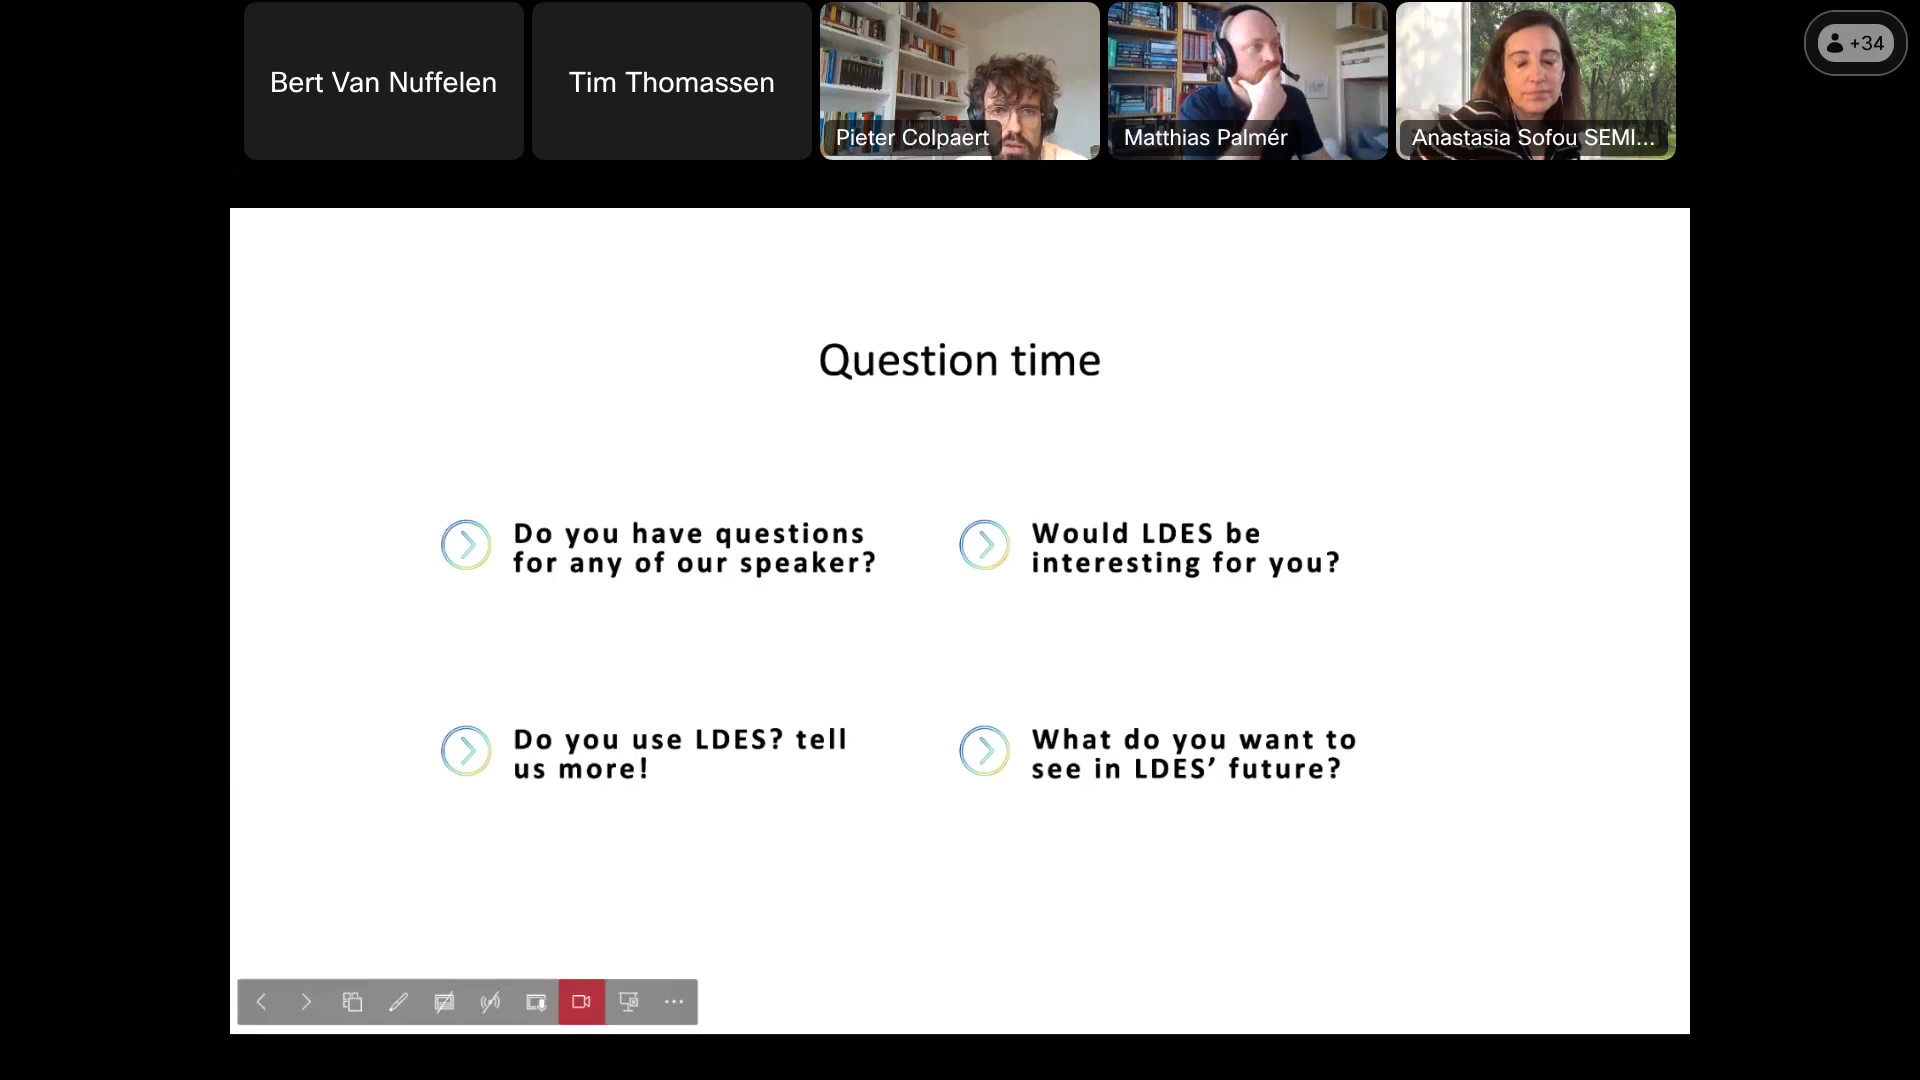 Bert Van Nuffelen
Tim Thomassen
Pieter Colpaert
Matthias Palmér
Anastasia Sofou SEMI...
+34
Question time
Do you have questions
for any of our speaker?
Would LDES be
interesting for you?
Do you use LDES? tell
us more!
What do you want to
see in LDES’ future?